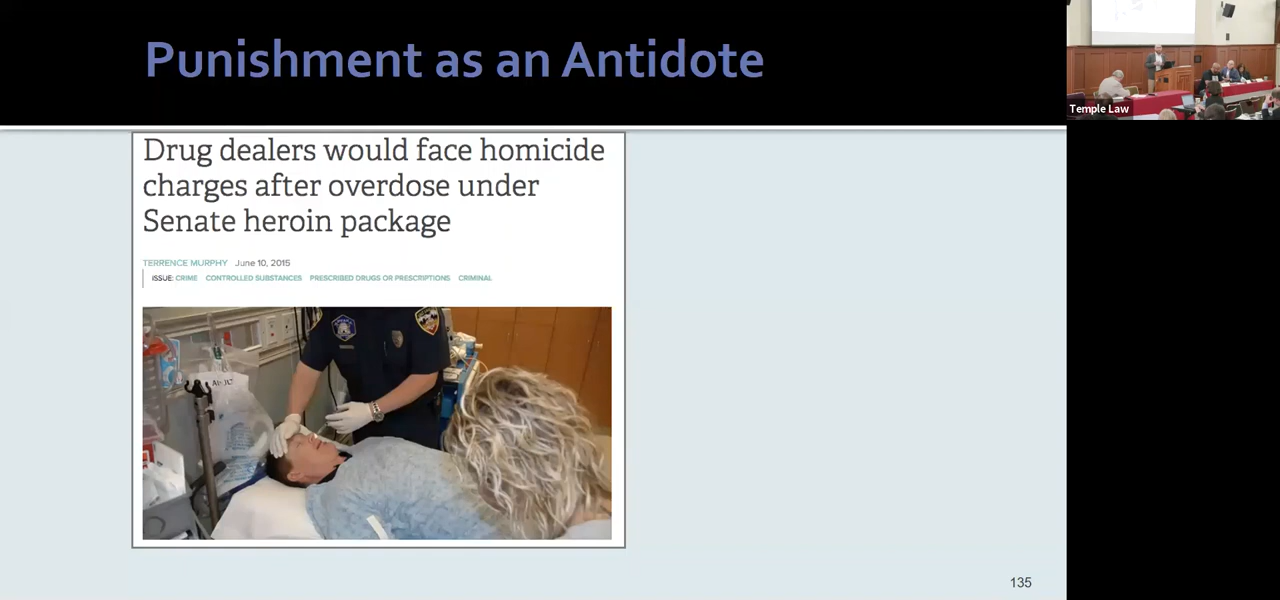 Punishment as an Antidote
Temple Law
Drug dealers would face homicide
charges after overdose under
Senate heroin package
TERRENCE MURPHY June 10, 2015
ISSUE: CRIME CONTROLLED SUBSTANCES PRESCRIBED DRUGS OR PRESCRIPTIONS CRIMINAL
135